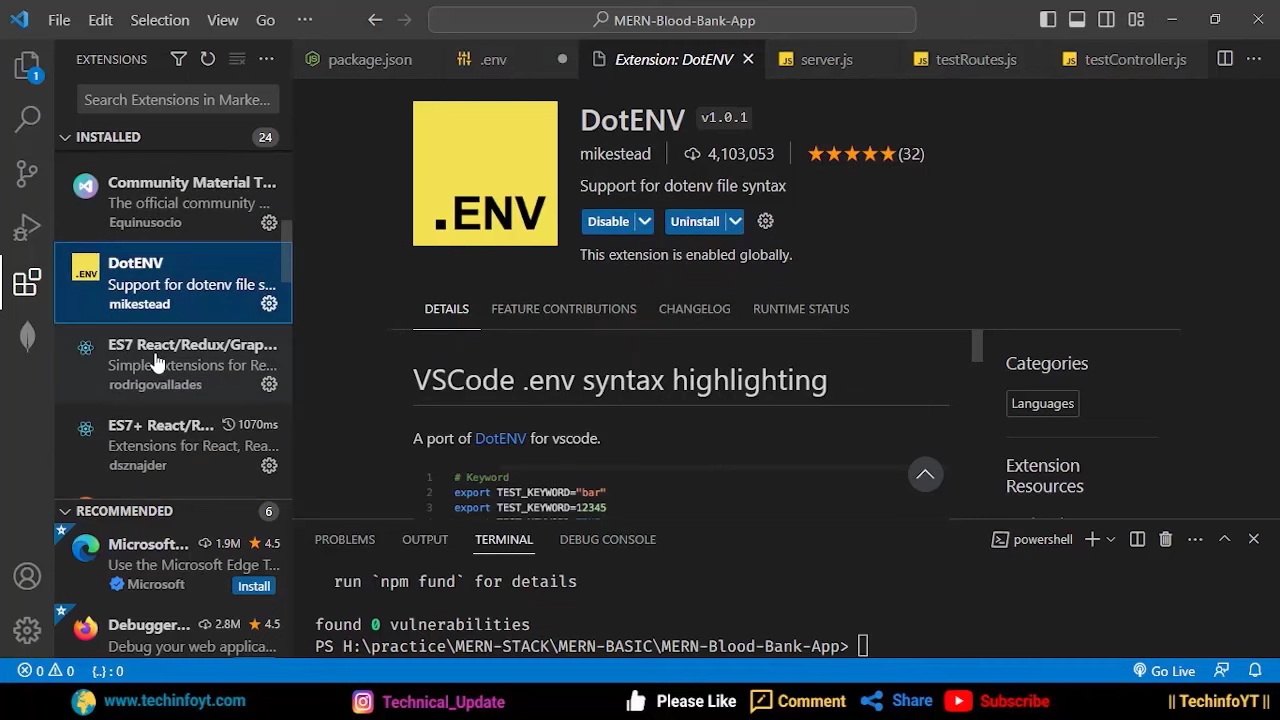 File Edit Selection View Go ··· MERN-Blood-Bank-App
EXTENSIONS
1
Search Extensions in Marke...
INSTALLED 24
Community Material T...
The official community ...
Equinusocio
.ENV
DotENV
Support for dotenv file s...
mikestead
ES7 React/Redux/Grap...
Simple extensions for Re...
rodrigovallades
ES7+ React/R... 1070ms
Extensions for React, Rea...
dsznajder
RECOMMENDED 6
Microsoft... 1.9M 4.5
Use the Microsoft Edge T...
Microsoft Install
Debugger... 2.8M 4.5
Debug your web applica...
package.json .env Extension: DotENV JS server.js JS testRoutes.js JS testController.js
.ENV
DotENV v1.0.1
mikestead 4,103,053 (32)
Support for dotenv file syntax
Disable Uninstall
This extension is enabled globally.
DETAILS FEATURE CONTRIBUTIONS CHANGELOG RUNTIME STATUS
VSCode .env syntax highlighting
A port of DotENV for vscode.
1 # Keyword
2 export TEST_KEYWORD="bar"
3 export TEST_KEYWORD=12345
Categories
Languages
Extension
Resources
PROBLEMS OUTPUT TERMINAL DEBUG CONSOLE powershell
run `npm fund` for details
found 0 vulnerabilities
PS H:\practice\MERN-STACK\MERN-BASIC\MERN-Blood-Bank-App>
0 0 {..} : 0 Go Live
www.techinfoyt.com Technical_Update Please Like Comment Share Subscribe || TechinfoYT ||